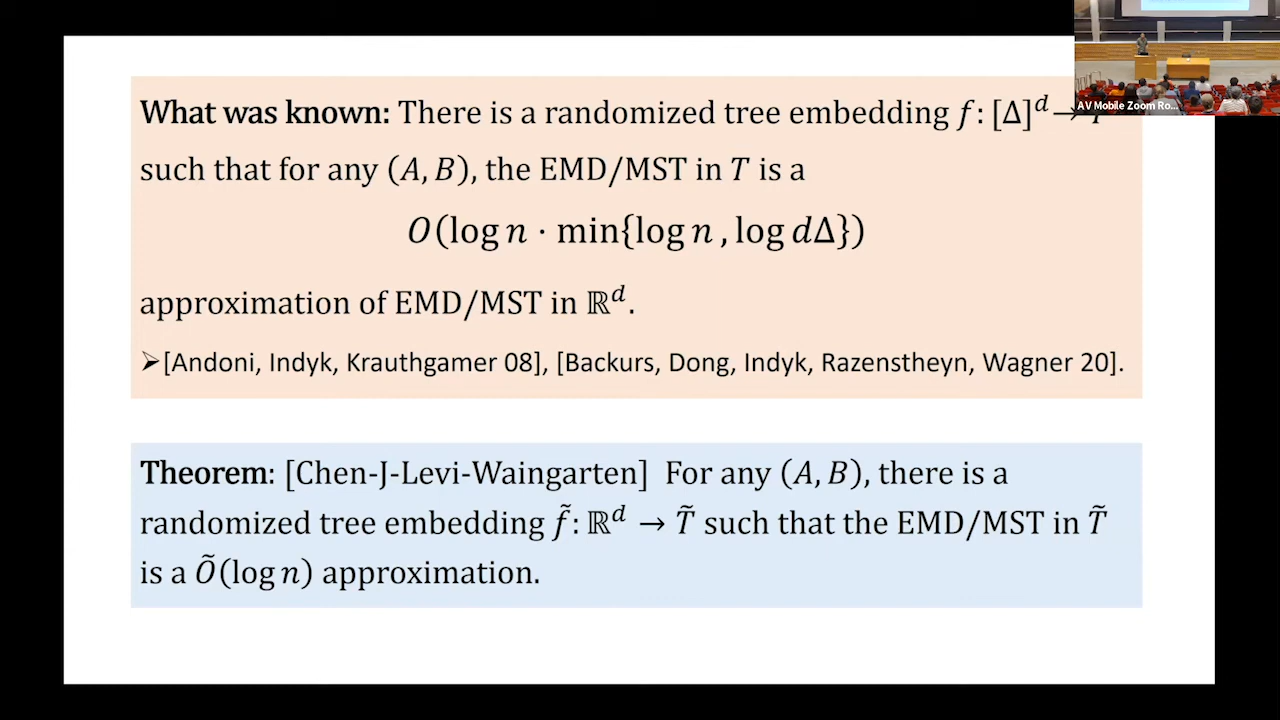 What was known: There is a randomized tree embedding f: [Δ]^d → T
such that for any (A, B), the EMD/MST in T is a
O(log n · min{log n , log dΔ})
approximation of EMD/MST in ℝ^d.
➢[Andoni, Indyk, Krauthgamer 08], [Backurs, Dong, Indyk, Razenstheyn, Wagner 20].
Theorem: [Chen-J-Levi-Waingarten] For any (A, B), there is a
randomized tree embedding f̃: ℝ^d → T̃ such that the EMD/MST in T̃
is a Õ(log n) approximation.
AV Mobile Zoom Ro...